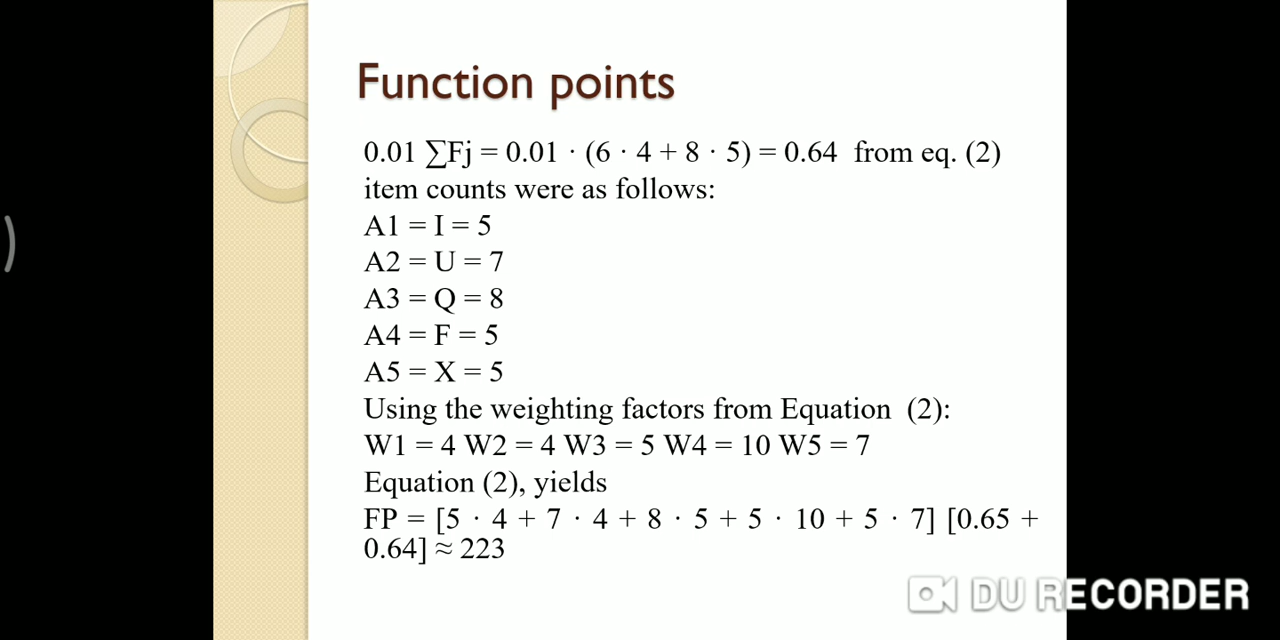 Function points
0.01 ∑Fj = 0.01 · (6 · 4 + 8 · 5) = 0.64 from eq. (2)
item counts were as follows:
A1 = I = 5
A2 = U = 7
A3 = Q = 8
A4 = F = 5
A5 = X = 5
Using the weighting factors from Equation (2):
W1 = 4 W2 = 4 W3 = 5 W4 = 10 W5 = 7
Equation (2), yields
FP = [5 · 4 + 7 · 4 + 8 · 5 + 5 · 10 + 5 · 7] [0.65 +
0.64] ≈ 223
DU RECORDER